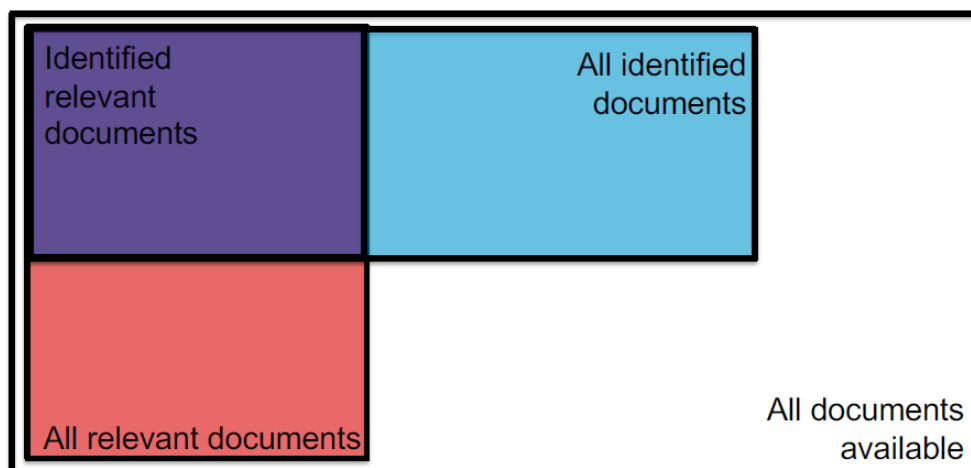 Identified
relevant
documents
All identified
documents
All relevant documents
All documents
available